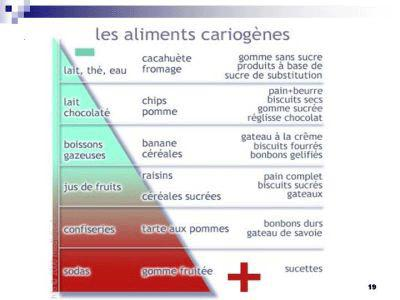 les aliments cariogènes
lait, thé, eau
cacahuète
fromage
gomme sans sucre
produits à base de
sucre de substitution
lait
chocolaté
chips
pomme
pain+beurre
biscuits secs
gomme sucrée
réglisse chocolat
boissons
gazeuses
banane
céréales
gateau à la crème
biscuits fourrés
bonbons gelifiés
jus de fruits
raisins
céréales sucrées
pain complet
biscuits sucrés
gateaux
confiseries
tarte aux pommes
bonbons durs
gateau de savoie
sodas
gomme fruitée
sucettes
19